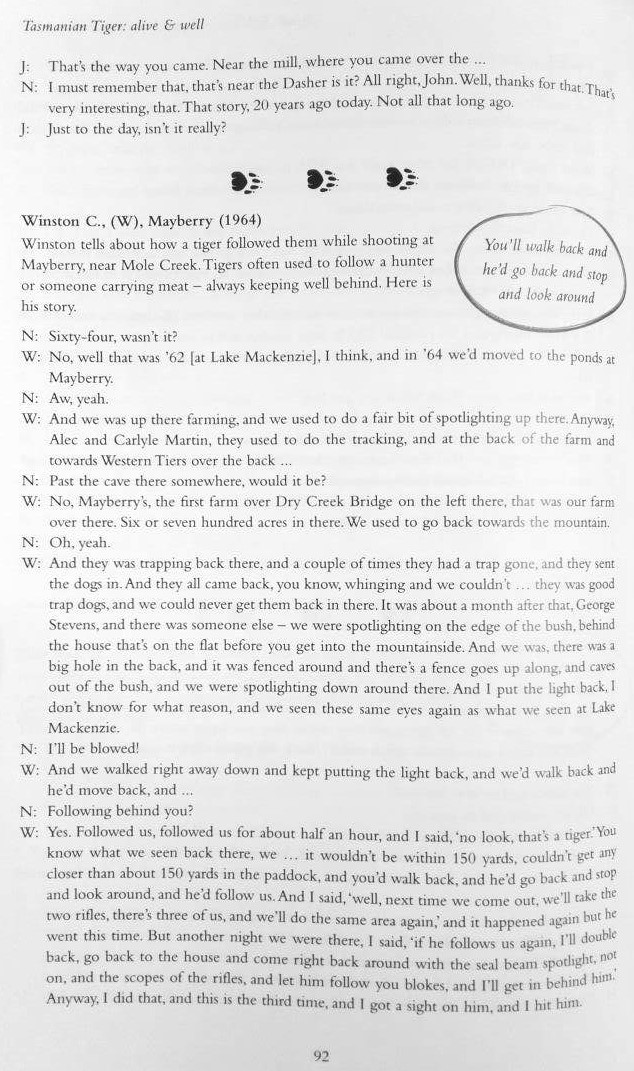 Tasmanian Tiger: alive & well
J: That's the way you came. Near the mill, where you came over the ...
N: I must remember that, that's near the Dasher is it? All right, John. Well, thanks for that. That's
very interesting, that. That story, 20 years ago today. Not all that long ago.
J: Just to the day, isn't it really?
Winston C., (W), Mayberry (1964)
Winston tells about how a tiger followed them while shooting at
Mayberry, near Mole Creek. Tigers often used to follow a hunter
or someone carrying meat – always keeping well behind. Here is
his story.
You'll walk back and
he'd go back and stop
and look around
N: Sixty-four, wasn't it?
W: No, well that was '62 [at Lake Mackenzie], I think, and in '64 we'd moved to the ponds at
Mayberry.
N: Aw, yeah.
W: And we was up there farming, and we used to do a fair bit of spotlighting up there. Anyway,
Alec and Carlyle Martin, they used to do the tracking, and at the back of the farm and
towards Western Tiers over the back ...
N: Past the cave there somewhere, would it be?
W: No, Mayberry's, the first farm over Dry Creek Bridge on the left there, that was our farm
over there. Six or seven hundred acres in there. We used to go back towards the mountain.
N: Oh, yeah.
W: And they was trapping back there, and a couple of times they had a trap gone, and they sent
the dogs in. And they all came back, you know, whinging and we couldn't ... they was good
trap dogs, and we could never get them back in there. It was about a month after that, George
Stevens, and there was someone else – we were spotlighting on the edge of the bush, behind
the house that's on the flat before you get into the mountainside. And we was, there was a
big hole in the back, and it was fenced around and there's a fence goes up along, and caves
out of the bush, and we were spotlighting down around there. And I put the light back, I
don't know for what reason, and we seen these same eyes again as what we seen at Lake
Mackenzie.
N: I'll be blowed!
W: And we walked right away down and kept putting the light back, and we'd walk back and
he'd move back, and ...
N: Following behind you?
W: Yes. Followed us, followed us for about half an hour, and I said, 'no look, that's a tiger.' You
know what we seen back there, we ... it wouldn't be within 150 yards, couldn't get any
closer than about 150 yards in the paddock, and you'd walk back, and he'd go back and stop
and look around, and he'd follow us. And I said, 'well, next time we come out, we'll take the
two rifles, there's three of us, and we'll do the same area again,' and it happened again but he
went this time. But another night we were there, I said, 'if he follows us again, I'll double
back, go back to the house and come right back around with the seal beam spotlight, not
on, and the scopes of the rifles, and let him follow you blokes, and I'll get in behind him.'
Anyway, I did that, and this is the third time, and I got a sight on him, and I hit him.
92